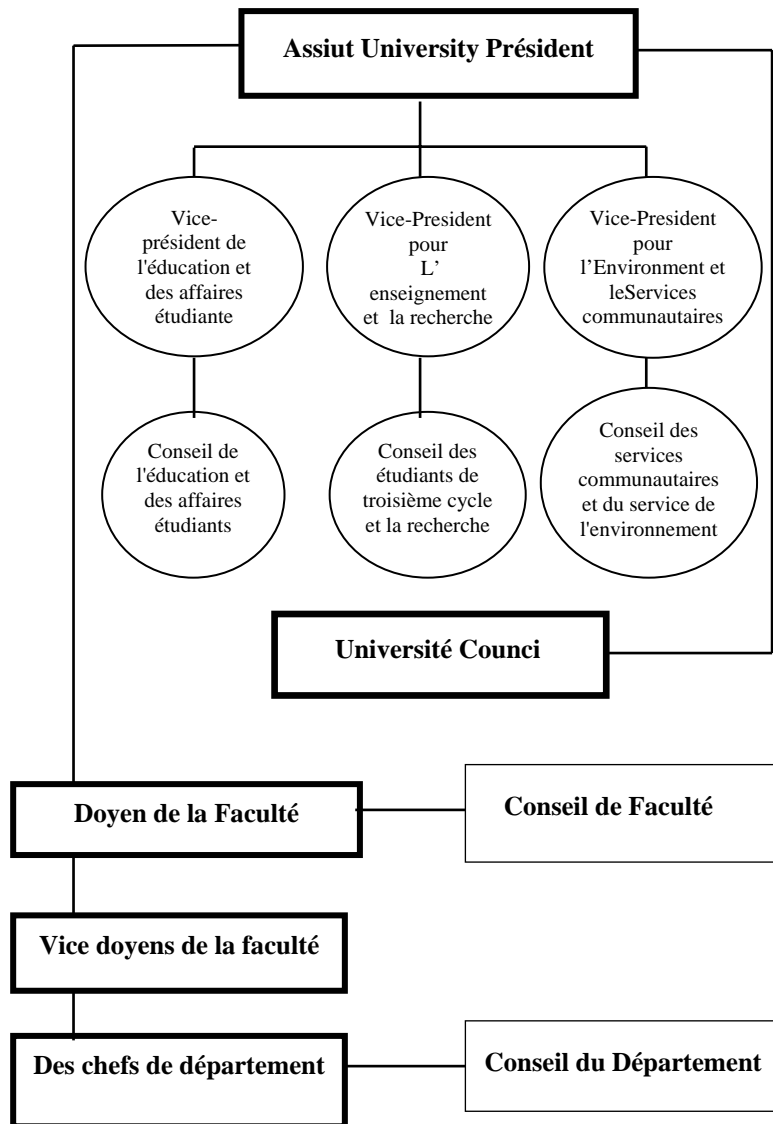 Assiut University Président
Vice-
président de
l'éducation et
des affaires
étudiante
Vice-President
pour
L’
enseignement
et la recherche
Vice-President
pour
l’Environment et
leServices
communautaires
Conseil de
l'éducation et
des affaires
étudiants
Conseil des
étudiants de
troisième cycle
et la recherche
Conseil des
services
communautaires
et du service de
l'environnement
Université Counci
Doyen de la Faculté
Conseil de Faculté
Vice doyens de la faculté
Des chefs de département
Conseil du Département